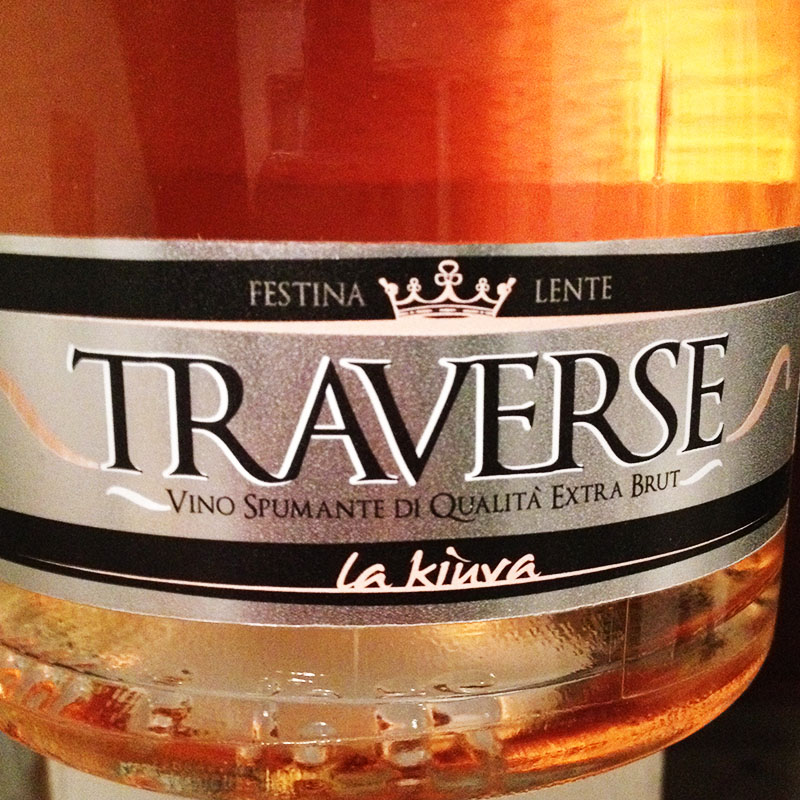 FESTINA LENTE
TRAVERSE
VINO SPUMANTE DI QUALITÀ EXTRA BRUT
la kiùva